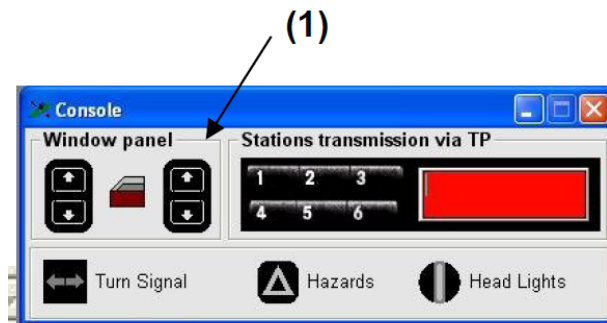 (1)
Console
Window panel
Stations transmission via TP
1 2 3
4 5 6
Turn Signal
Hazards
Head Lights